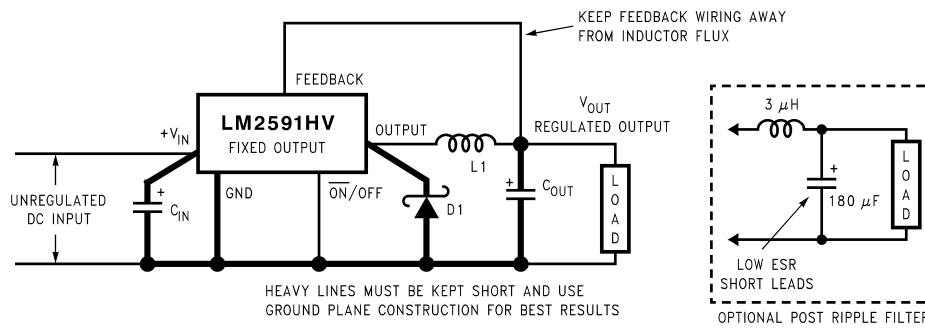 KEEP FEEDBACK WIRING AWAY
FROM INDUCTOR FLUX
FEEDBACK
+VIN
LM2591HV
FIXED OUTPUT
OUTPUT
VOUT
REGULATED OUTPUT
L1
UNREGULATED
DC INPUT
+
CIN
GND
ON/OFF
D1
+
COUT
LOAD
HEAVY LINES MUST BE KEPT SHORT AND USE
GROUND PLANE CONSTRUCTION FOR BEST RESULTS
3 μH
+
180 μF
LOAD
LOW ESR
SHORT LEADS
OPTIONAL POST RIPPLE FILTER